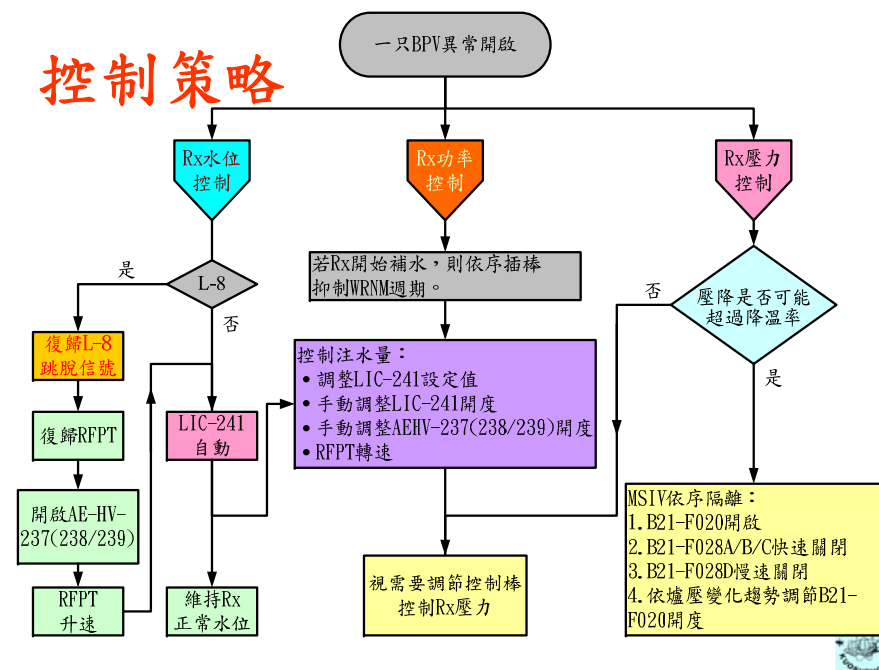 控制策略
一只BPV異常開啟
Rx水位
控制
Rx功率
控制
Rx壓力
控制
L-8
是
否
復歸L-8
跳脫信號
復歸RFPT
開啟AE-HV-
237(238/239)
RFPT
升速
LIC-241
自動
維持Rx
正常水位
若Rx開始補水，則依序插棒
抑制WRNM週期。
控制注水量：
•調整LIC-241設定值
•手動調整LIC-241開度
•手動調整AEHV-237(238/239)開度
•RFPT轉速
視需要調節控制棒
控制Rx壓力
壓降是否可能
超過降溫率
否
是
MSIV依序隔離：
1.B21-F020開啟
2.B21-F028A/B/C快速關閉
3.B21-F028D慢速關閉
4.依爐壓變化趨勢調節B21-
F020開度